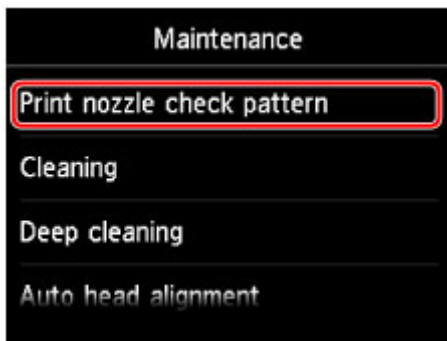 Maintenance
Print nozzle check pattern
Cleaning
Deep cleaning
Auto head alignment